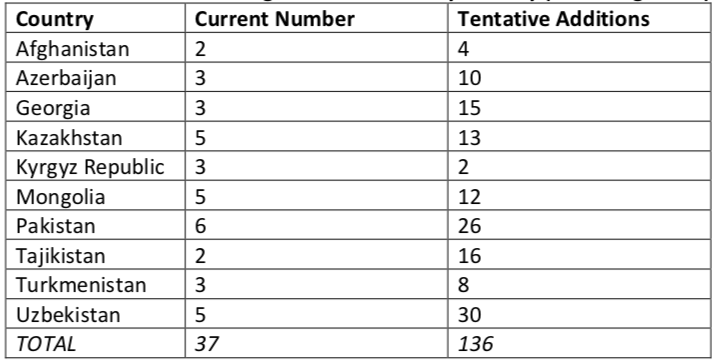 Country Current Number Tentative Additions
Afghanistan 2 4
Azerbaijan 3 10
Georgia 3 15
Kazakhstan 5 13
Kyrgyz Republic 3 2
Mongolia 5 12
Pakistan 6 26
Tajikistan 2 16
Turkmenistan 3 8
Uzbekistan 5 30
TOTAL 37 136